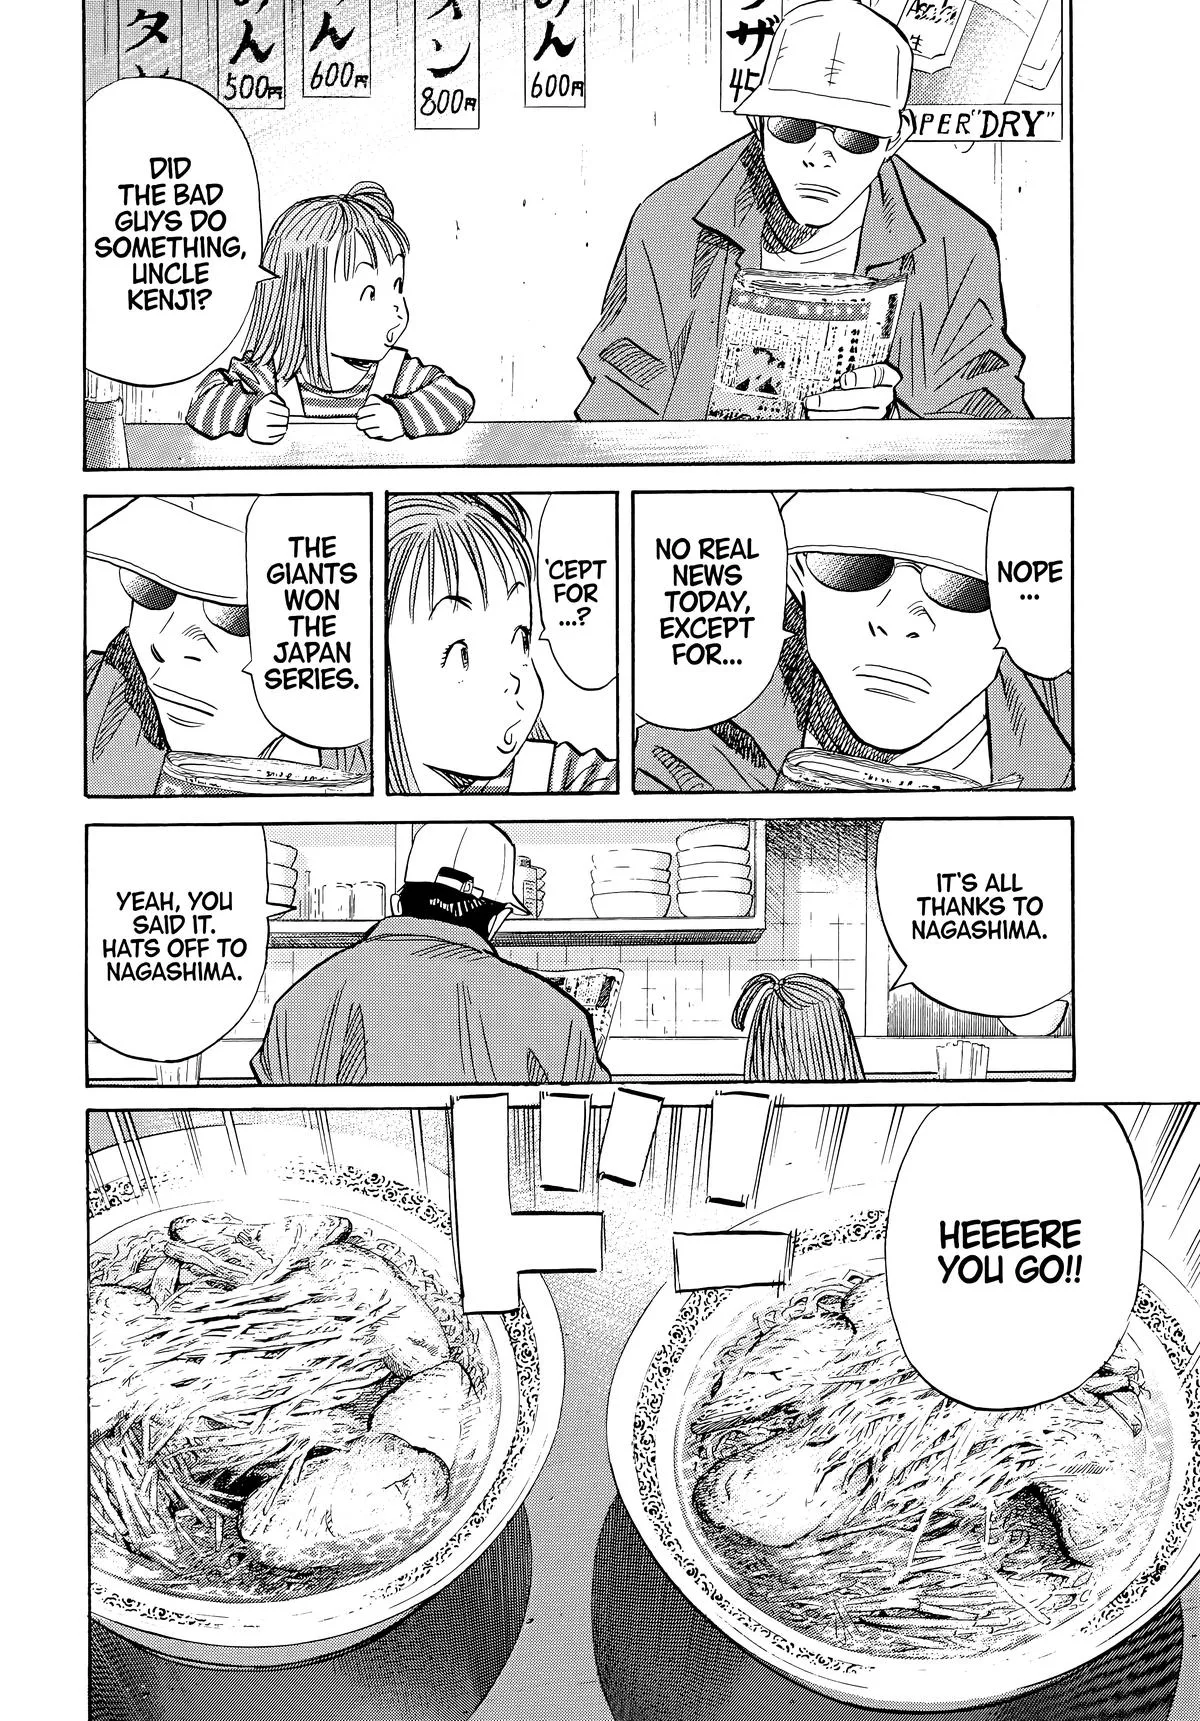 めん
500円
600円
メン
800円
めん
600円
ザ
PER "DRY"
DID
THE BAD
GUYS DO
SOMETHING,
UNCLE
KENJI?
NOPE
...
NO REAL
NEWS
TODAY,
EXCEPT
FOR...
'CEPT
FOR
...?
THE
GIANTS
WON
THE
JAPAN
SERIES.
IT'S ALL
THANKS TO
NAGASHIMA.
YEAH, YOU
SAID IT.
HATS OFF TO
NAGASHIMA.
HEEEERE
YOU GO!!